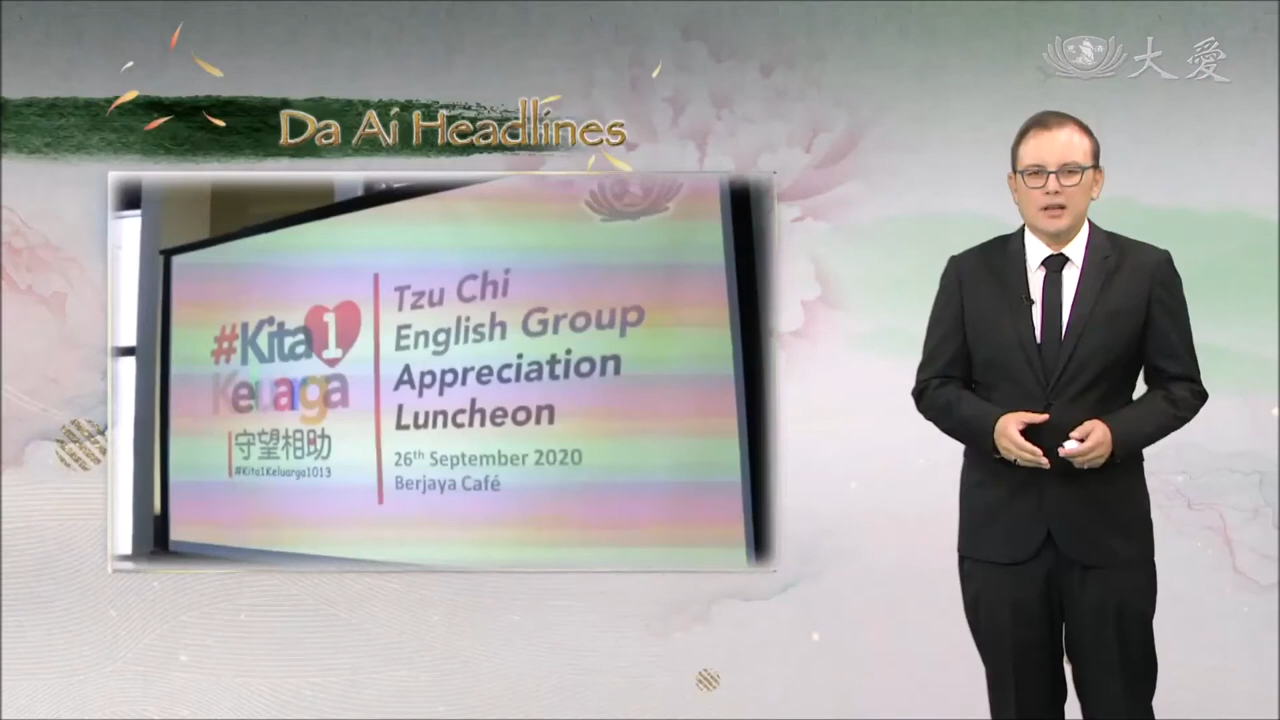 大愛
Da Ai Headlines
#Kita1
Keluarga
守望相助
#Kita1Keluarga1013
Tzu Chi
English Group
Appreciation
Luncheon
26th September 2020
Berjaya Café